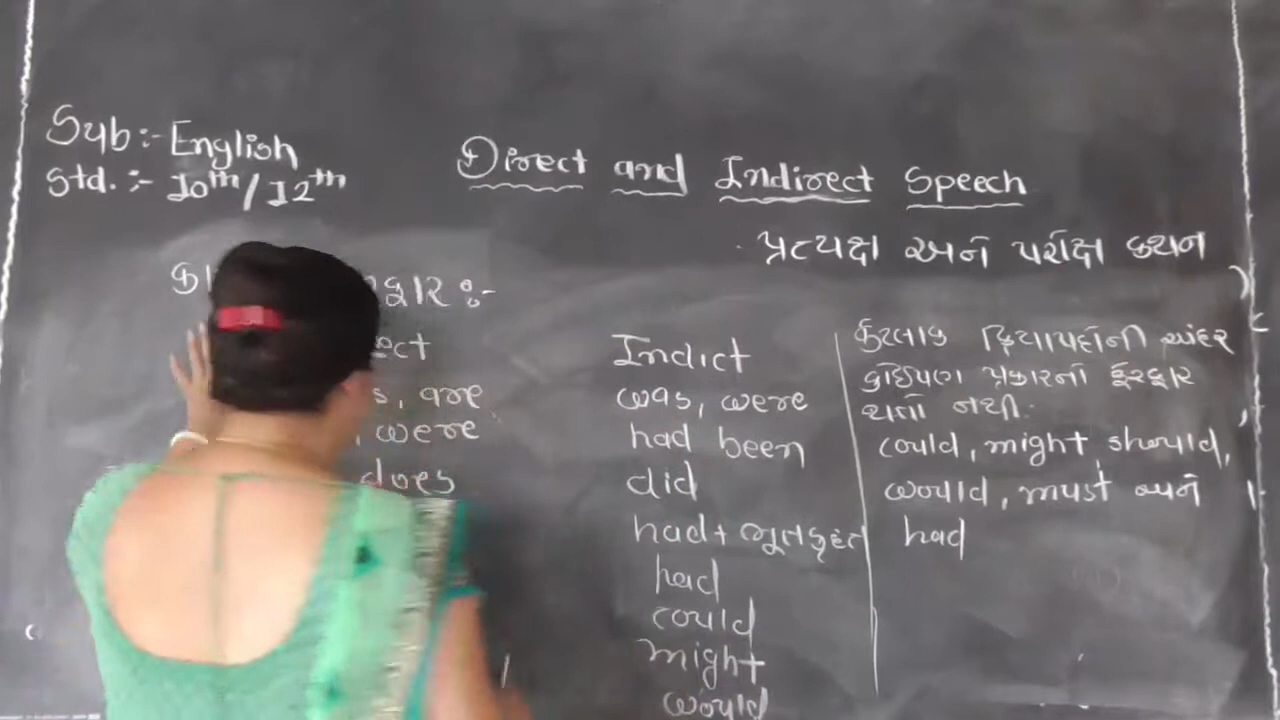 Sub:- English
Std. :- 10th/12th
Direct and Indirect Speech
પ્રત્યક્ષ અને પરોક્ષ કથન
Indict
are
was, were
were
had been
does
did
had + ભૂતકૃદંત
had
could
might
would
કેટલાક ક્રિયાપદોની અંદર
કોઈપણ પ્રકારનો ફેરફાર
થતો નથી.
could, might should,
would, must અને
had